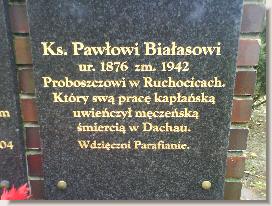 Ks. Pawłowi Białasowi
ur. 1876 zm. 1942
Proboszczowi w Ruchocicach.
Który swą pracę kapłańską
uwieńczył męczeńską
śmiercią w Dachau.
Wdzięczni Parafianie.